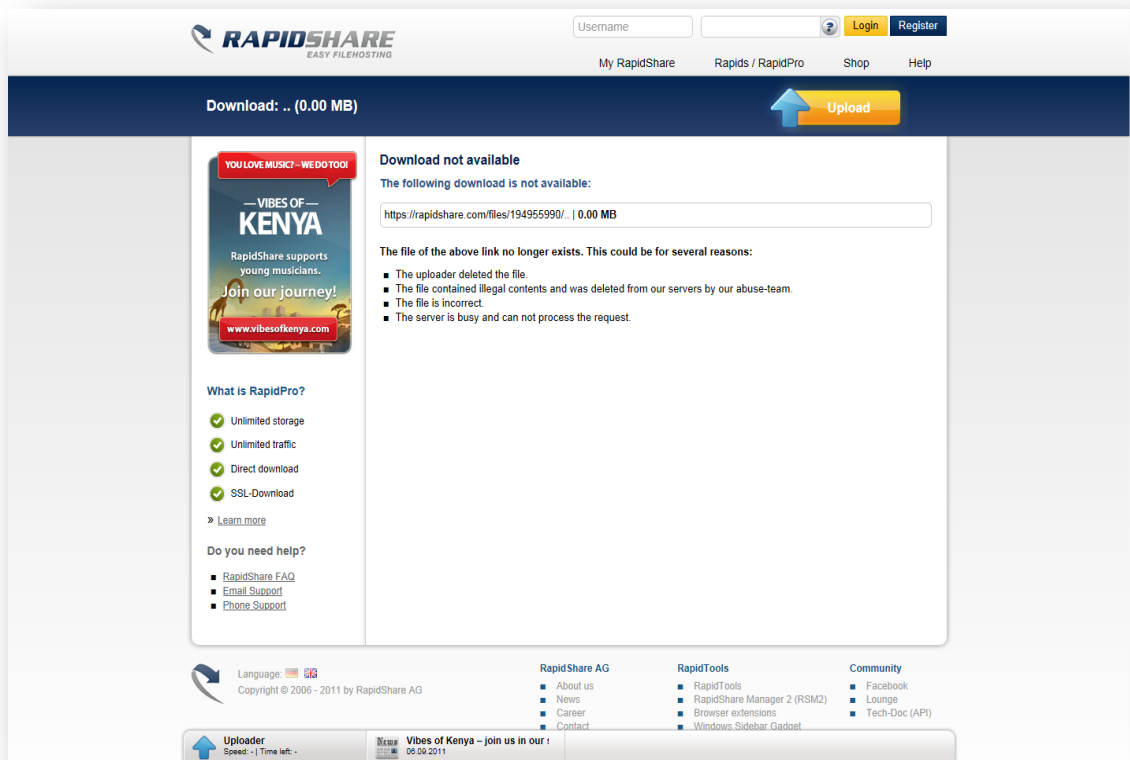 RAPIDSHARE
EASY FILEHOSTING
Username
?
Login
Register
My RapidShare
Rapids / RapidPro
Shop
Help
Download: .. (0.00 MB)
Upload
YOU LOVE MUSIC? – WE DO TOO!
— VIBES OF —
KENYA
RapidShare supports
young musicians.
Join our journey!
www.vibesofkenya.com
What is RapidPro?
Unlimited storage
Unlimited traffic
Direct download
SSL-Download
» Learn more
Do you need help?
RapidShare FAQ
Email Support
Phone Support
Download not available
The following download is not available:
https://rapidshare.com/files/194955990/.. | 0.00 MB
The file of the above link no longer exists. This could be for several reasons:
The uploader deleted the file.
The file contained illegal contents and was deleted from our servers by our abuse-team.
The file is incorrect.
The server is busy and can not process the request.
Language:
Copyright © 2006 - 2011 by RapidShare AG
RapidShare AG
About us
News
Career
Contact
RapidTools
RapidTools
RapidShare Manager 2 (RSM2)
Browser extensions
Windows Sidebar Gadget
Community
Facebook
Lounge
Tech-Doc (API)
Uploader
Speed: - | Time left: -
News
Vibes of Kenya – join us in our
06.09.2011